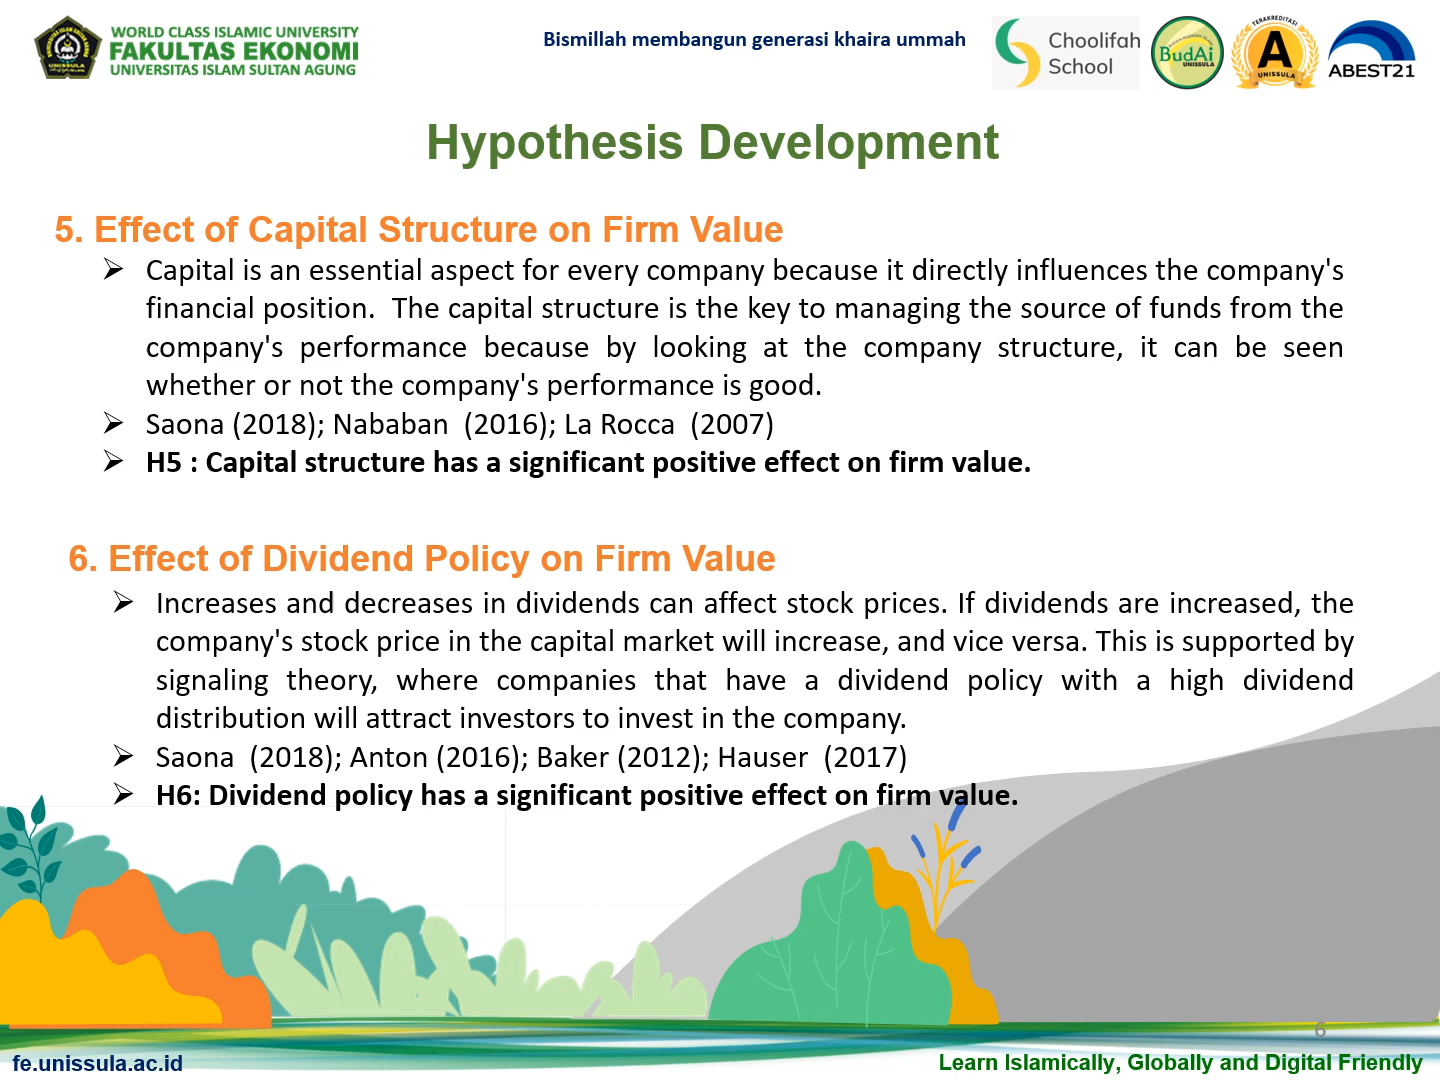 WORLD CLASS ISLAMIC UNIVERSITY
FAKULTAS EKONOMI
UNIVERSITAS ISLAM SULTAN AGUNG
Bismillah membangun generasi khaira ummah
Choolifah
School
BudAi
UNISSULA
TERAKREDITASI
A
UNISSULA
ABEST21
Hypothesis Development
5. Effect of Capital Structure on Firm Value
➢ Capital is an essential aspect for every company because it directly influences the company's
financial position.  The capital structure is the key to managing the source of funds from the
company's performance because by looking at the company structure, it can be seen
whether or not the company's performance is good.
➢ Saona (2018); Nababan  (2016); La Rocca  (2007)
➢ H5 : Capital structure has a significant positive effect on firm value.
6. Effect of Dividend Policy on Firm Value
➢ Increases and decreases in dividends can affect stock prices. If dividends are increased, the
company's stock price in the capital market will increase, and vice versa. This is supported by
signaling theory, where companies that have a dividend policy with a high dividend
distribution will attract investors to invest in the company.
➢ Saona  (2018); Anton (2016); Baker (2012); Hauser  (2017)
➢ H6: Dividend policy has a significant positive effect on firm value.
6
fe.unissula.ac.id
Learn Islamically, Globally and Digital Friendly